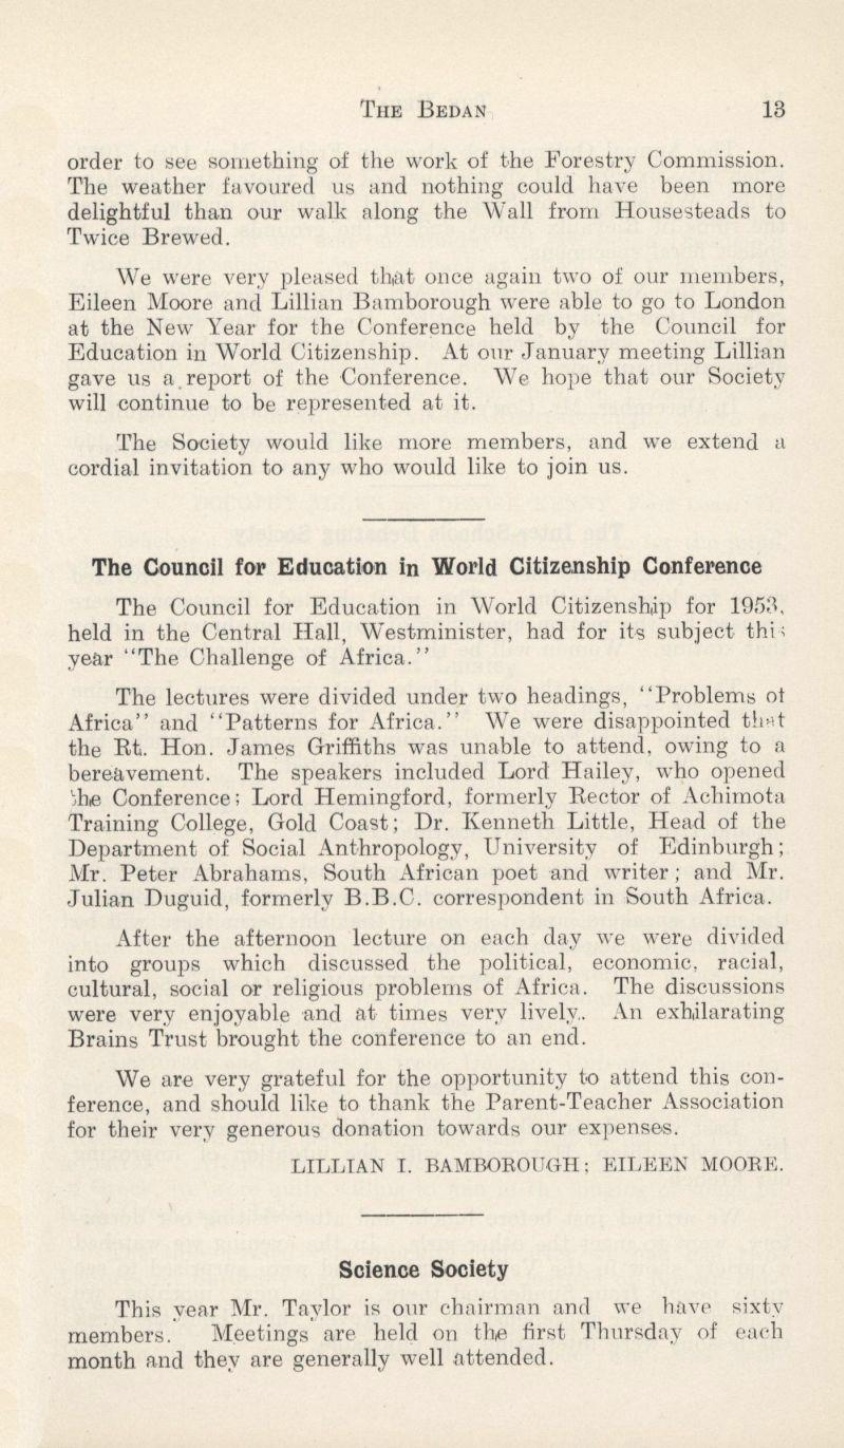 THE BEDAN
13
order to see something of the work of the Forestry Commission.
The weather favoured us and nothing could have been more
delightful than our walk along the Wall from Housesteads to
Twice Brewed.
We were very pleased that once again two of our members,
Eileen Moore and Lillian Bamborough were able to go to London
at the New Year for the Conference held by the Council for
Education in World Citizenship. At our January meeting Lillian
gave us a report of the Conference. We hope that our Society
will continue to be represented at it.
The Society would like more members, and we extend a
cordial invitation to any who would like to join us.
The Council for Education in World Citizenship Conference
The Council for Education in World Citizenship for 1953,
held in the Central Hall, Westminister, had for its subject this
year "The Challenge of Africa."
The lectures were divided under two headings, "Problems of
Africa" and "Patterns for Africa." We were disappointed that
the Rt. Hon. James Griffiths was unable to attend, owing to a
bereavement. The speakers included Lord Hailey, who opened
the Conference; Lord Hemingford, formerly Rector of Achimota
Training College, Gold Coast; Dr. Kenneth Little, Head of the
Department of Social Anthropology, University of Edinburgh;
Mr. Peter Abrahams, South African poet and writer; and Mr.
Julian Duguid, formerly B.B.C. correspondent in South Africa.
After the afternoon lecture on each day we were divided
into groups which discussed the political, economic, racial,
cultural, social or religious problems of Africa. The discussions
were very enjoyable and at times very lively. An exhilarating
Brains Trust brought the conference to an end.
We are very grateful for the opportunity to attend this con-
ference, and should like to thank the Parent-Teacher Association
for their very generous donation towards our expenses.
LILLIAN I. BAMBOROUGH; EILEEN MOORE.
Science Society
This year Mr. Taylor is our chairman and we have sixty
members. Meetings are held on the first Thursday of each
month and they are generally well attended.